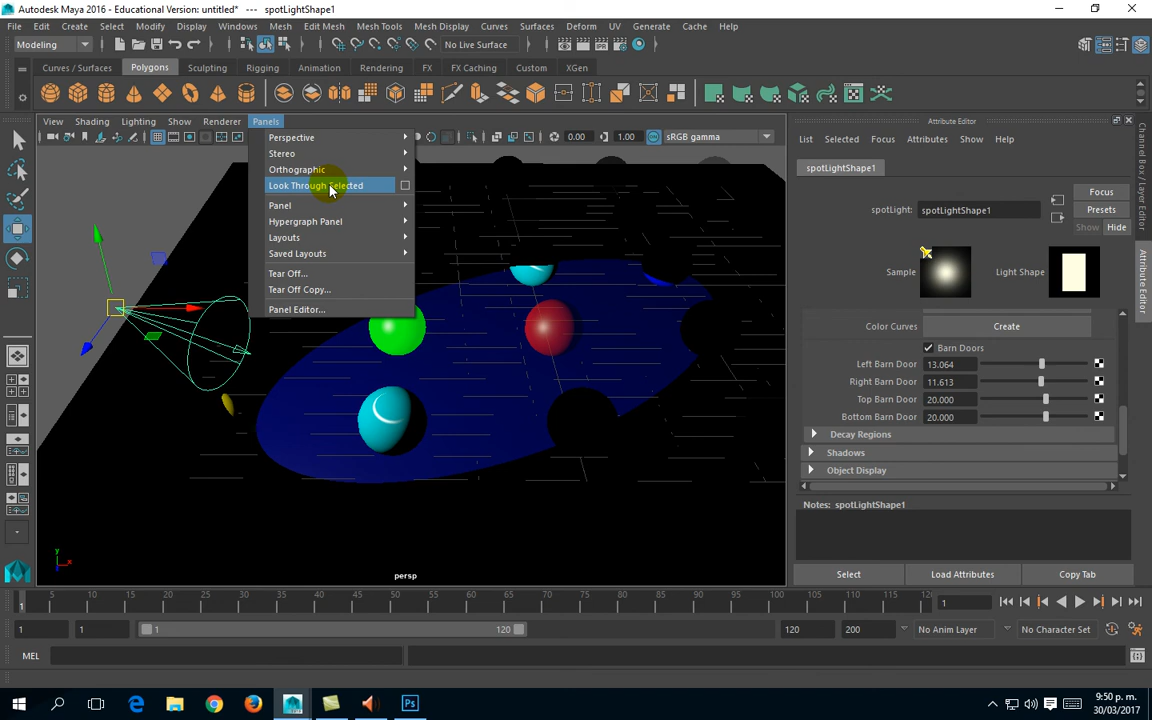 Autodesk Maya 2016 - Educational Version: untitled* --- spotLightShape1
File Edit Create Select Modify Display Windows Mesh Edit Mesh Mesh Tools Mesh Display Curves Surfaces Deform UV Generate Cache Help
Modeling No Live Surface
Curves / Surfaces Polygons Sculpting Rigging Animation Rendering FX FX Caching Custom XGen
View Shading Lighting Show Renderer Panels
0.00 1.00 sRGB gamma
Perspective
Stereo
Orthographic
Look Through Selected
Panel
Hypergraph Panel
Layouts
Saved Layouts
Tear Off...
Tear Off Copy...
Panel Editor...
y
x
z
persp
Attribute Editor
List Selected Focus Attributes Show Help
spotLightShape1
spotLight: spotLightShape1
Focus
Presets
Show Hide
Sample Light Shape
Color Curves Create
Barn Doors
Left Barn Door 13.064
Right Barn Door 11.613
Top Barn Door 20.000
Bottom Barn Door 20.000
Decay Regions
Shadows
Object Display
Notes: spotLightShape1
Select Load Attributes Copy Tab
Channel Box / Layer Editor
Attribute Editor
1 5 10 15 20 25 30 35 40 45 50 55 60 65 70 75 80 85 90 95 100 105 110 115 1
1 1 1 120 120 200 No Anim Layer No Character Set
MEL
Ps
9:50 p. m.
30/03/2017